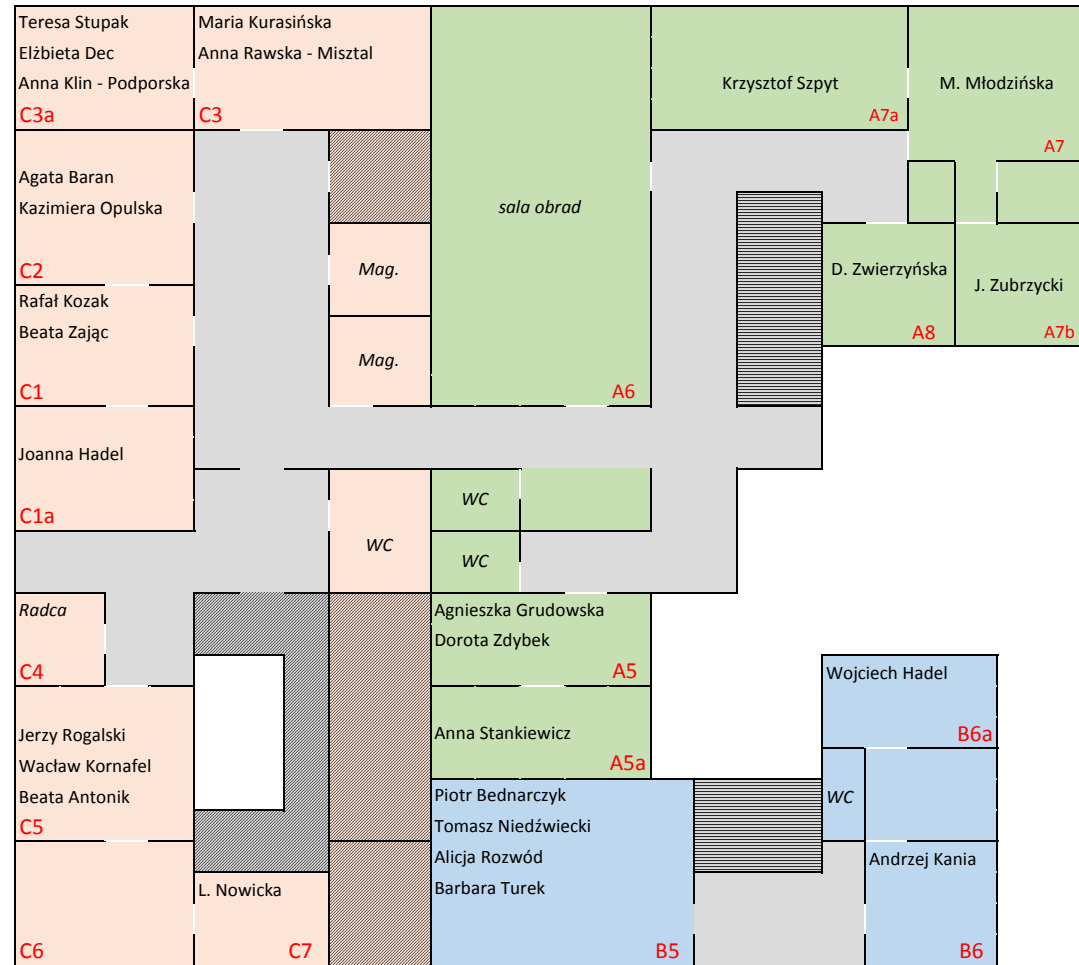 Teresa Stupak
Elżbieta Dec
Anna Klin - Podporska
C3a
Maria Kurasińska
Anna Rawska - Misztal
C3
sala obrad
A6
Krzysztof Szpyt
A7a
M. Młodzińska
A7
Agata Baran
Kazimiera Opulska
C2
Mag.
D. Zwierzyńska
A8
J. Zubrzycki
A7b
Rafał Kozak
Beata Zając
C1
Mag.
Joanna Hadel
C1a
WC
WC
WC
Radca
C4
Agnieszka Grudowska
Dorota Zdybek
A5
Anna Stankiewicz
A5a
Wojciech Hadel
B6a
Jerzy Rogalski
Wacław Kornafel
Beata Antonik
C5
Piotr Bednarczyk
Tomasz Niedźwiecki
Alicja Rozwód
Barbara Turek
B5
WC
Andrzej Kania
B6
C6
L. Nowicka
C7